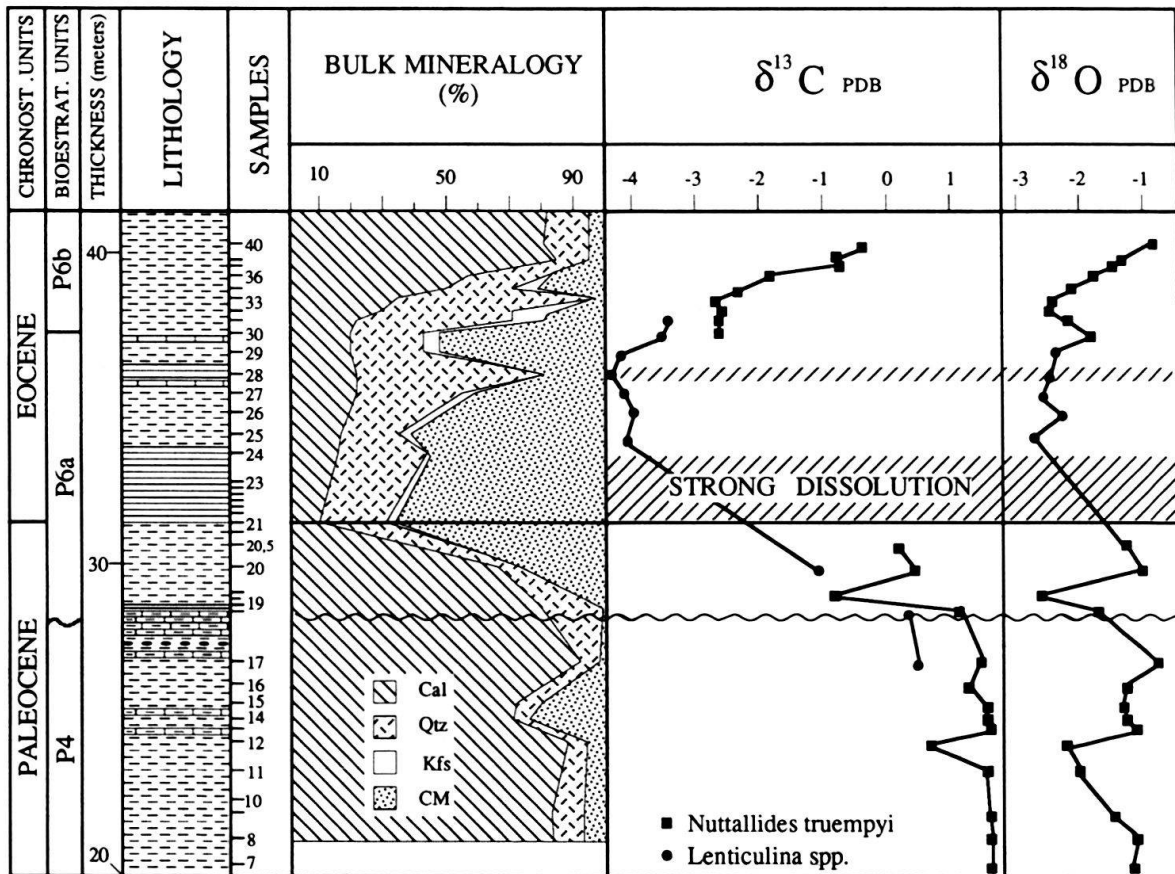 CHRONOST .UNITS
BIOESTRAT. UNITS
THICKNESS (meters)
LITHOLOGY
SAMPLES
BULK MINERALOGY
(%)
δ13 C PDB
δ18 O PDB
10 50 90
-4 -3 -2 -1 0 1
-3 -2 -1
EOCENE
PALEOCENE
P6b
P6a
P4
40
30
20
40
36
33
30
29
28
27
26
25
24
23
21
20,5
20
19
17
16
15
14
12
11
10
8
7
STRONG DISSOLUTION
Cal
Qtz
Kfs
CM
Nuttallides truempyi
Lenticulina spp.